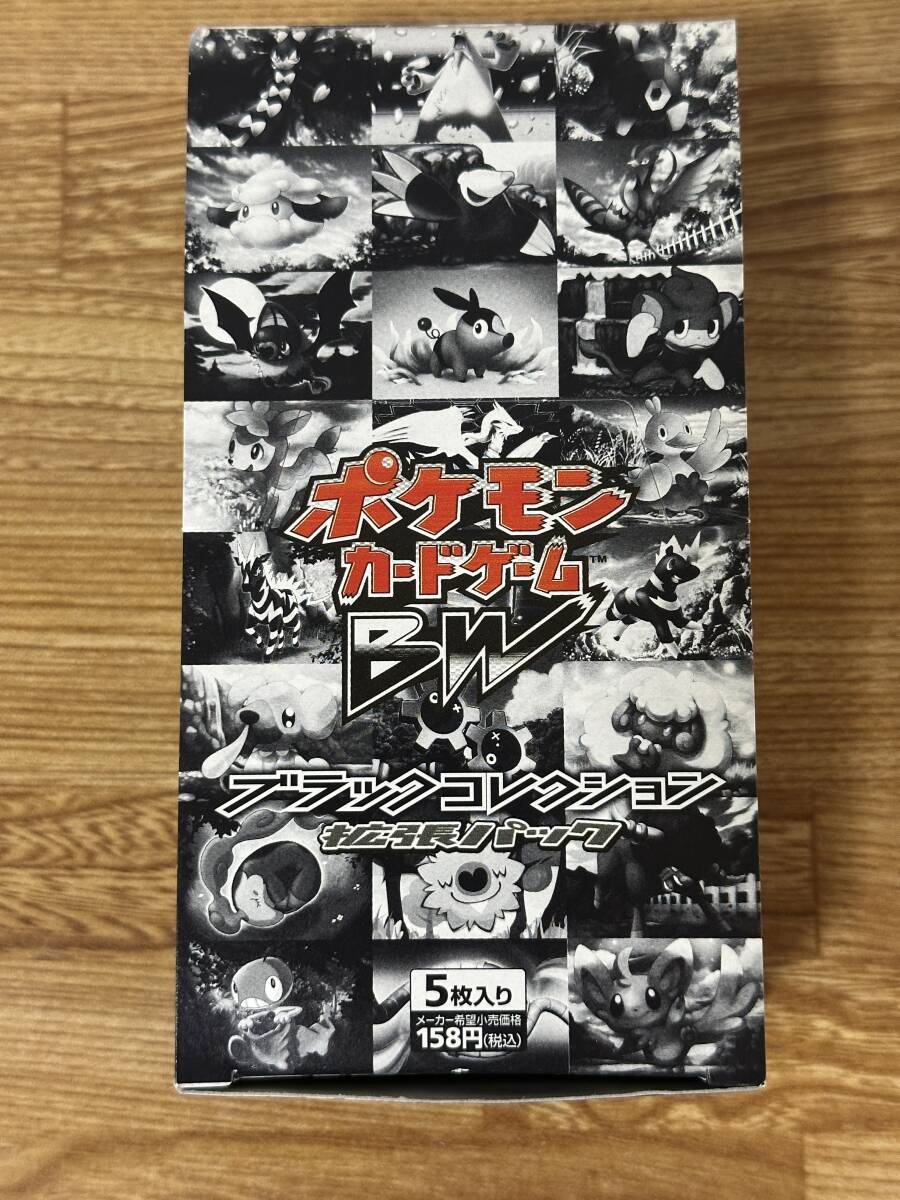 ポケモン
カードゲーム™
BW
ブラックコレクション
拡張パック
5枚入り
メーカー希望小売価格
158円(税込)